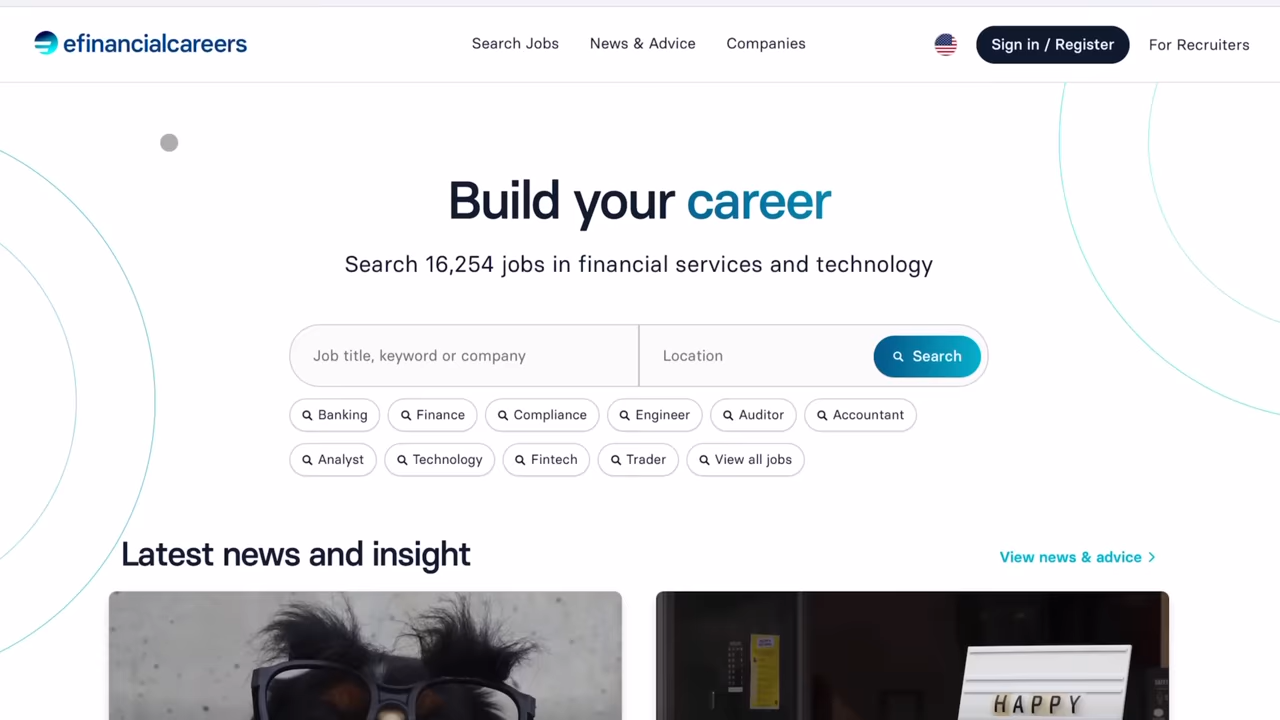 efinancialcareers
Search Jobs
News & Advice
Companies
Sign in / Register
For Recruiters
Build your career
Search 16,254 jobs in financial services and technology
Job title, keyword or company
Location
Search
Banking
Finance
Compliance
Engineer
Auditor
Accountant
Analyst
Technology
Fintech
Trader
View all jobs
Latest news and insight
View news & advice
HAPPY